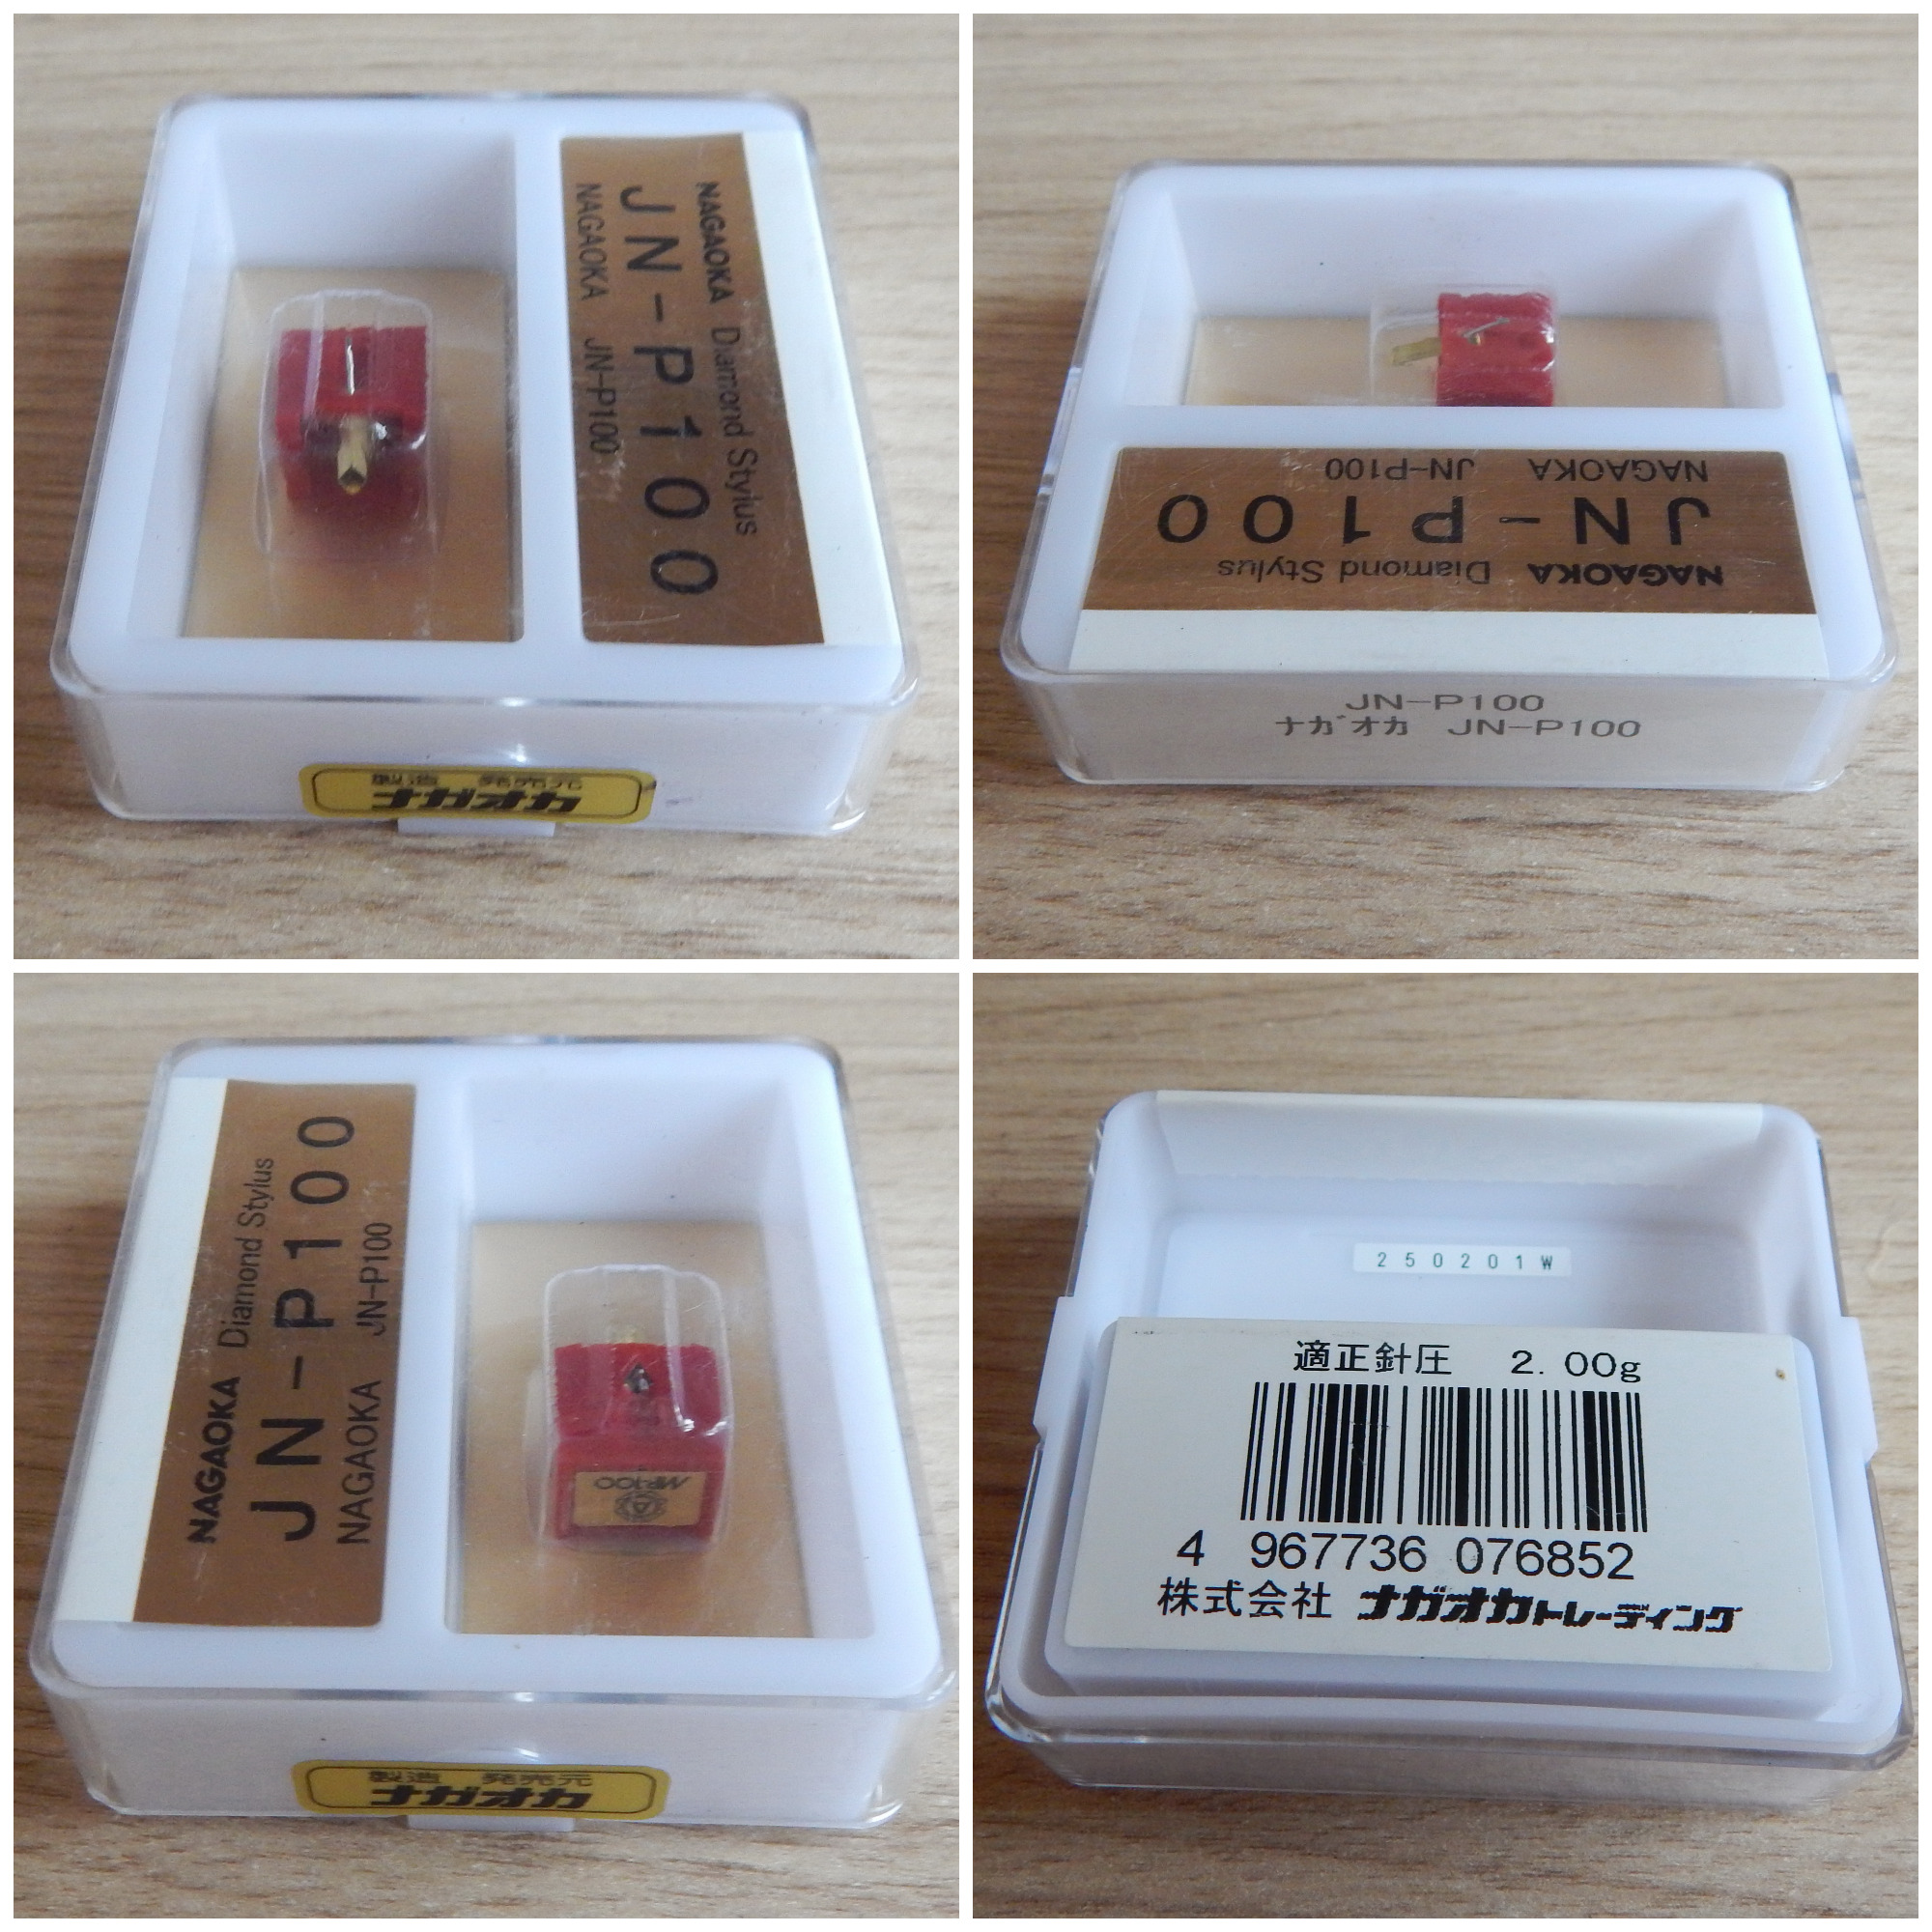 NAGAOKA Diamond Stylus
JN-P100
NAGAOKA JN-P100
製造 発売元
ナガオカ
NAGAOKA JN-P100
JN-P100
NAGAOKA Diamond Stylus
JN-P100
ナガオカ JN-P100
NAGAOKA Diamond Stylus
JN-P100
NAGAOKA JN-P100
MP-100
製造 発売元
ナガオカ
250201W
適正針圧 2.00g
4 967736 076852
株式会社 ナガオカトレーディング